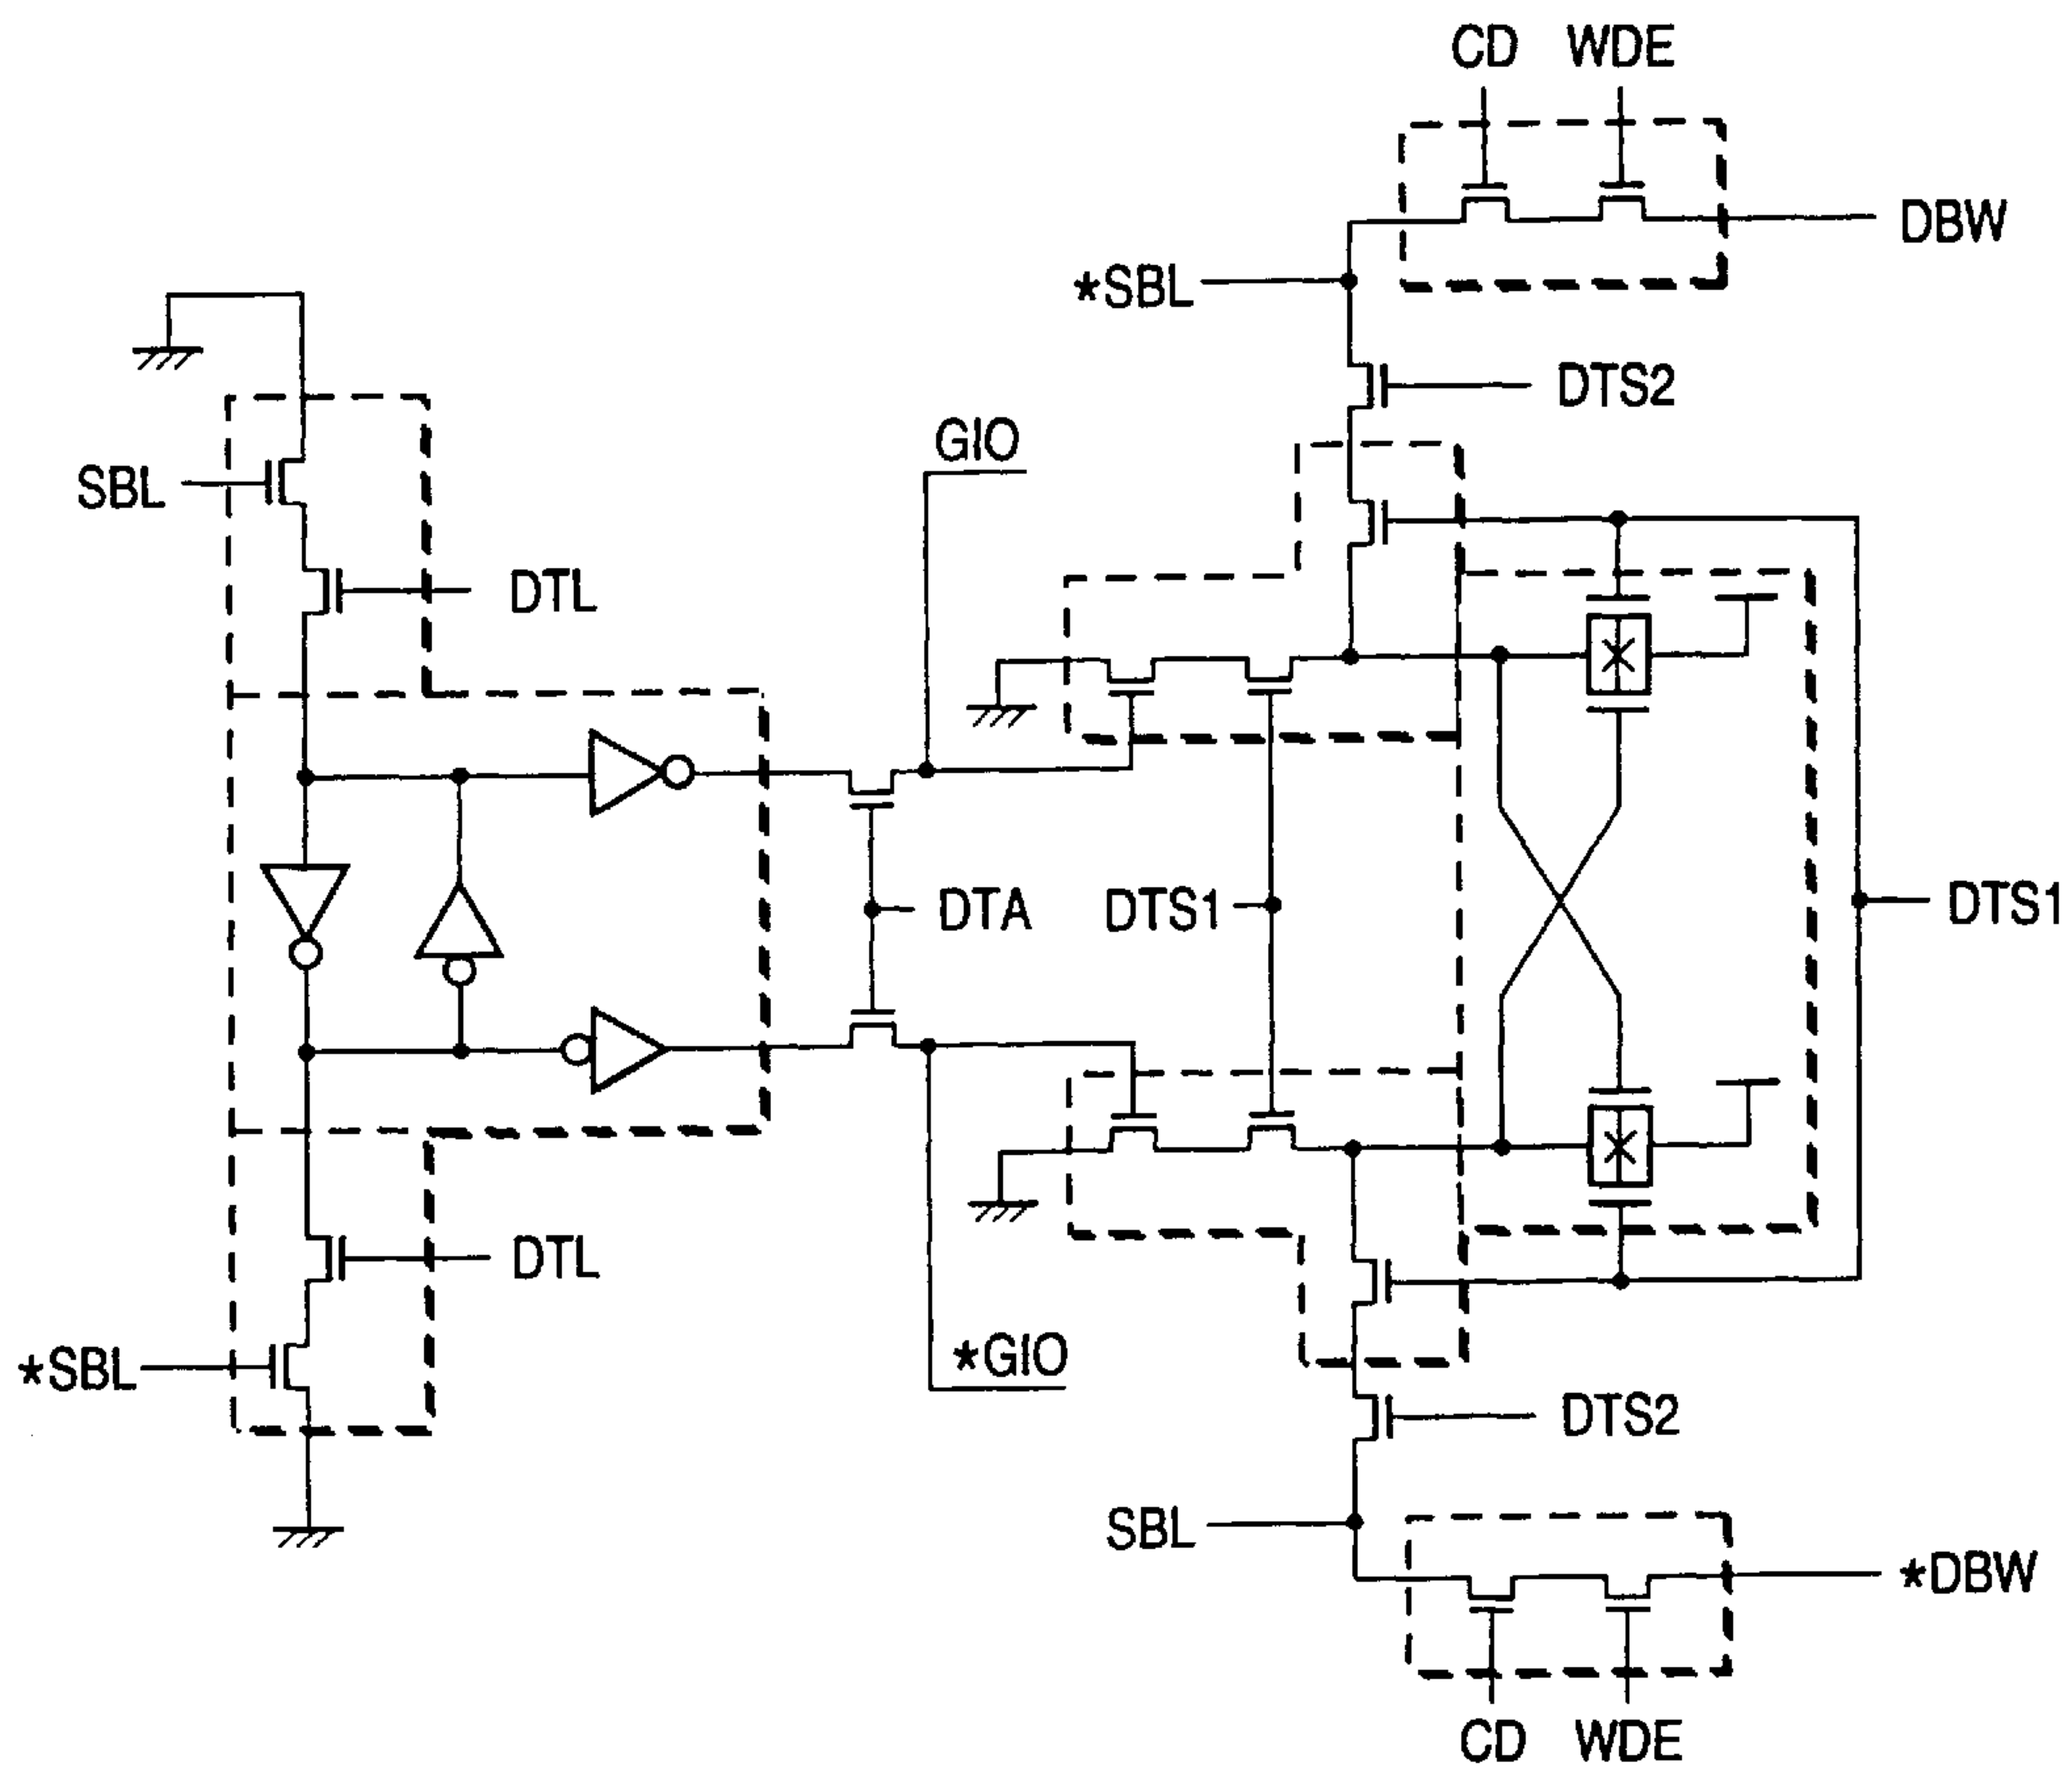 CD WDE
DBW
*SBL
DTS2
GIO
SBL
DTL
DTA
DTS1
DTS1
DTL
*GIO
*SBL
DTS2
SBL
*DBW
CD WDE